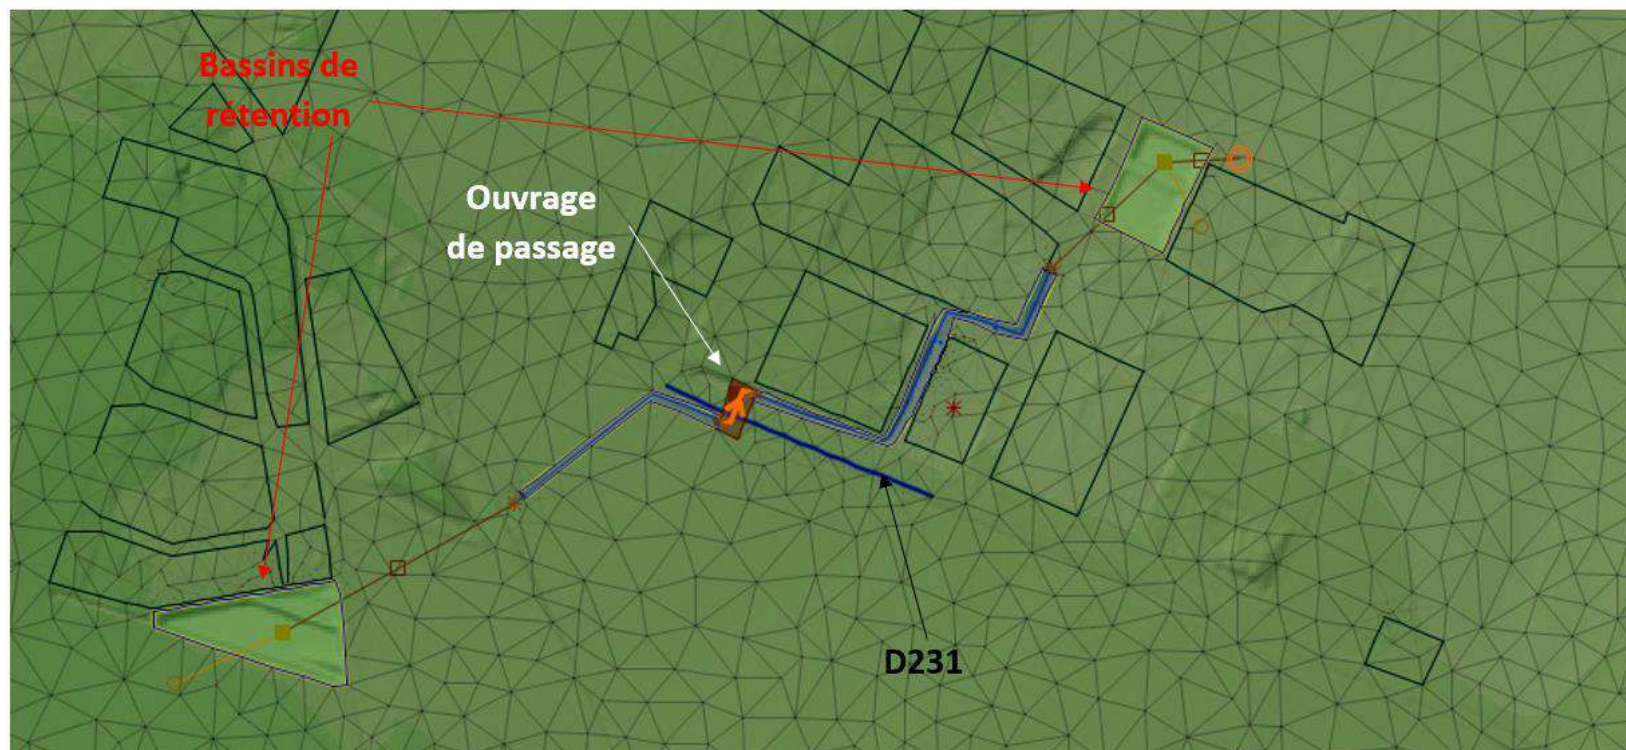 Bassins de
rétention
Ouvrage
de passage
D231